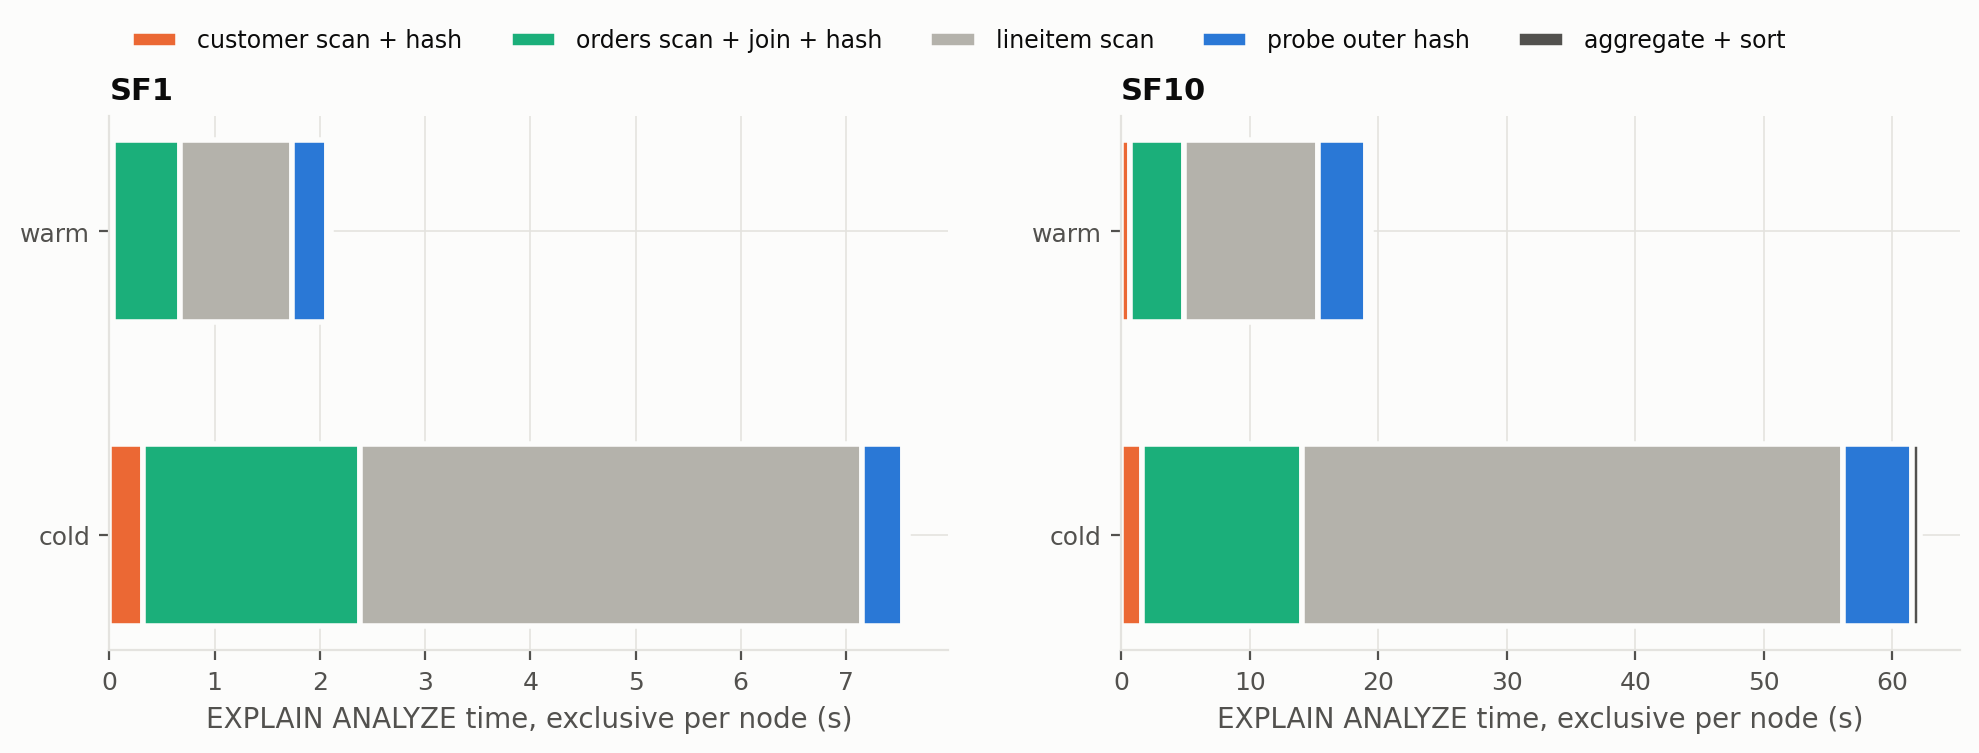 customer scan + hash orders scan + join + hash lineitem scan probe outer hash aggregate + sort
SF1
warm
cold
0 1 2 3 4 5 6 7
EXPLAIN ANALYZE time, exclusive per node (s)
SF10
warm
cold
0 10 20 30 40 50 60
EXPLAIN ANALYZE time, exclusive per node (s)